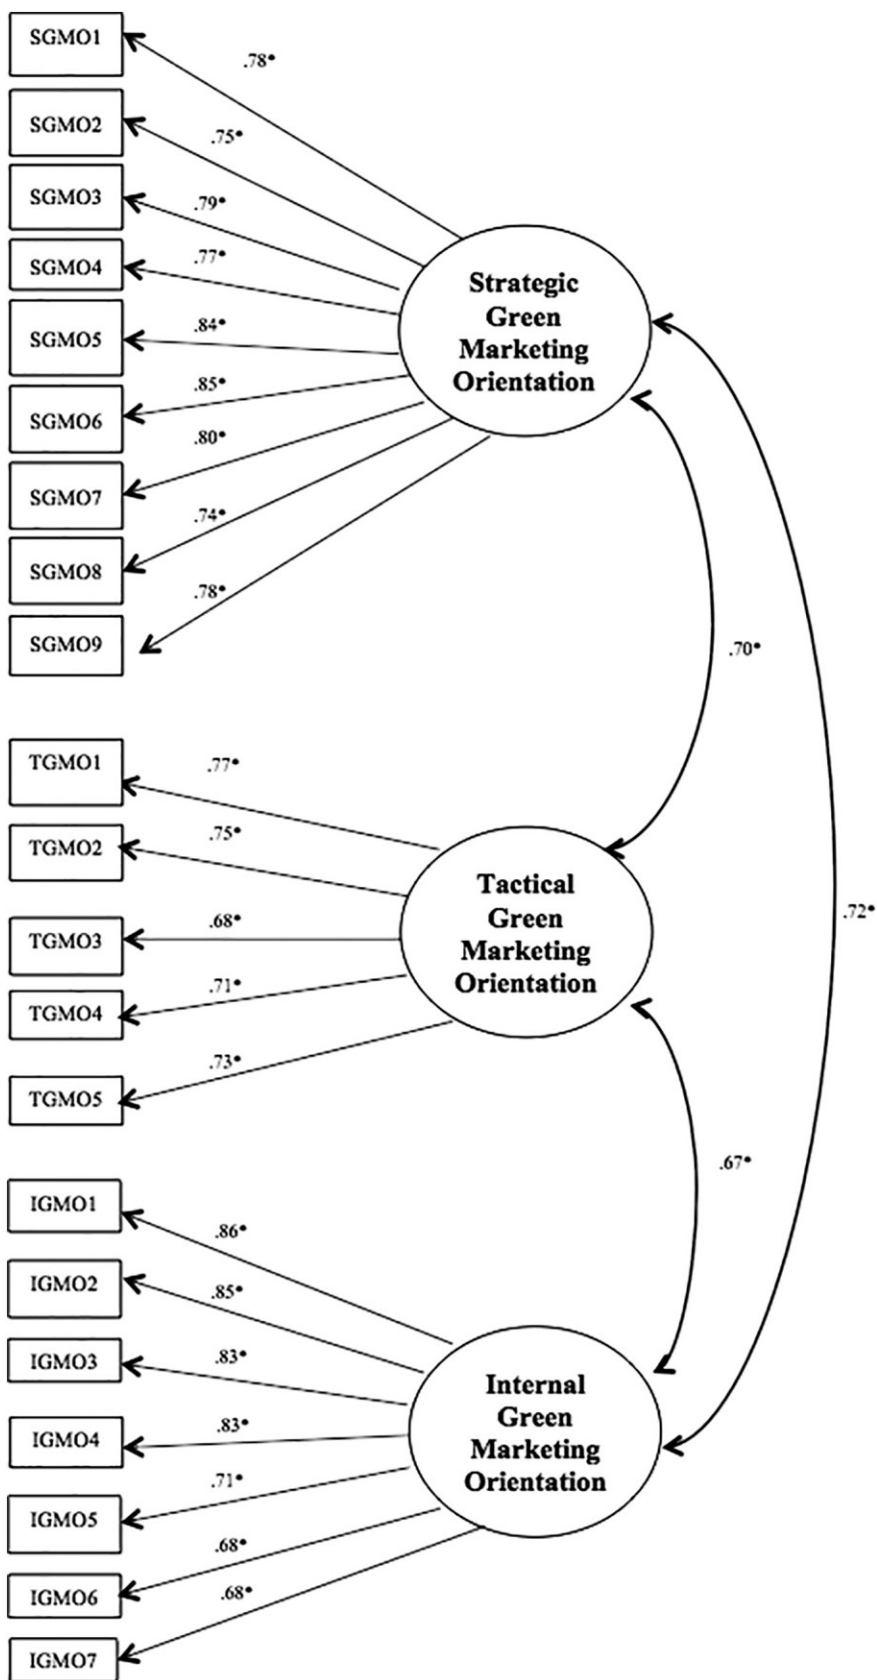 SGMO1
.78*
SGMO2
.75*
SGMO3
.79*
SGMO4
.77*
SGMO5
.84*
SGMO6
.85*
SGMO7
.80*
SGMO8
.74*
SGMO9
.78*
Strategic
Green
Marketing
Orientation
.70*
.72*
TGMO1
.77*
TGMO2
.75*
TGMO3
.68*
TGMO4
.71*
TGMO5
.73*
Tactical
Green
Marketing
Orientation
.67*
IGMO1
.86*
IGMO2
.85*
IGMO3
.83*
IGMO4
.83*
IGMO5
.71*
IGMO6
.68*
IGMO7
.68*
Internal
Green
Marketing
Orientation